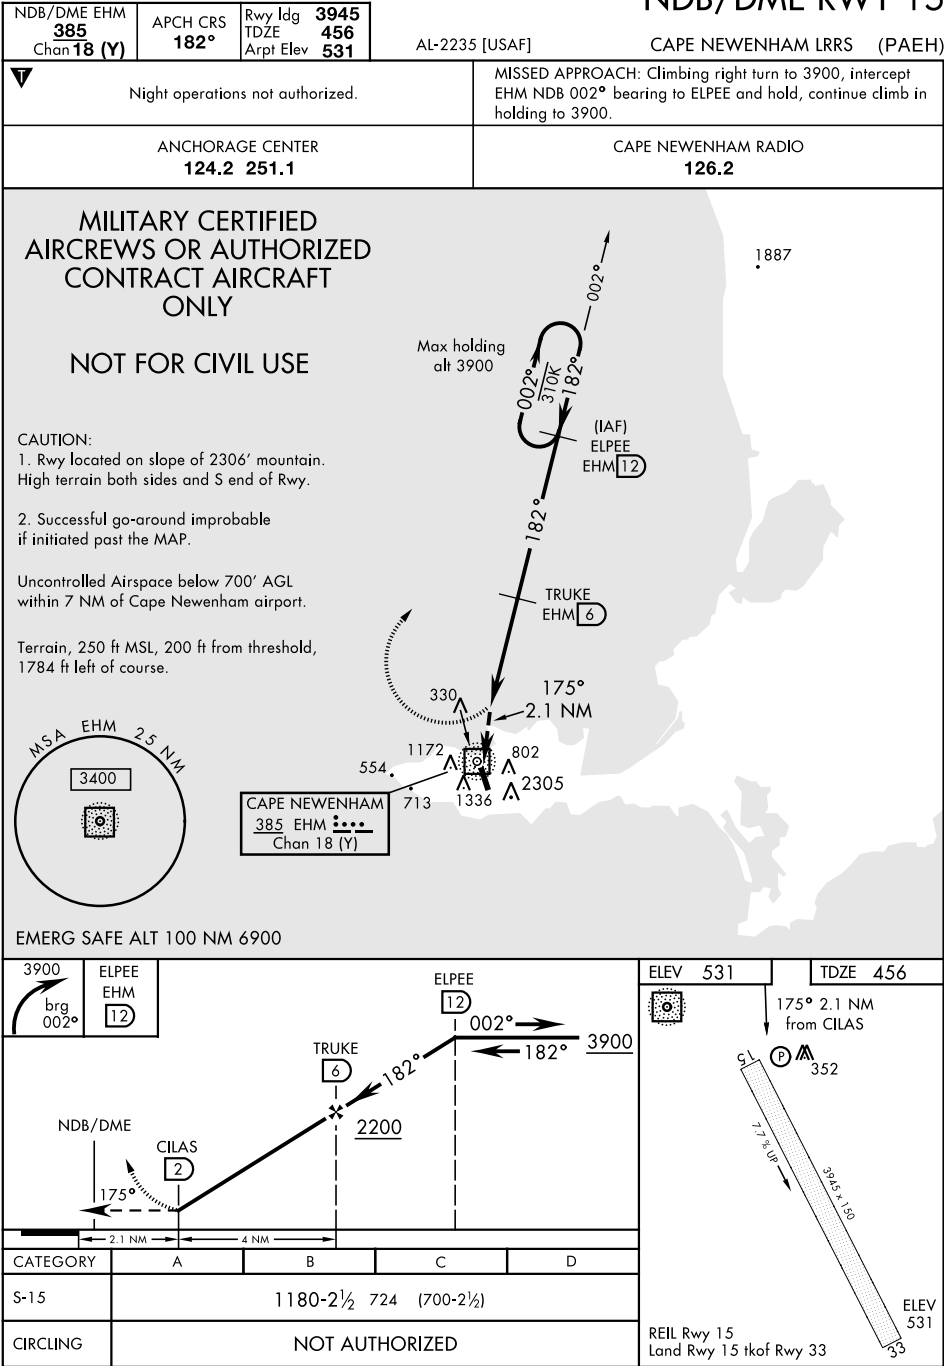 NDB/DME RWY 15
NDB/DME EHM
385
Chan 18 (Y)
APCH CRS
182°
Rwy ldg 3945
TDZE 456
Arpt Elev 531
AL-2235 [USAF]
CAPE NEWENHAM LRRS (PAEH)
T
Night operations not authorized.
MISSED APPROACH: Climbing right turn to 3900, intercept
EHM NDB 002° bearing to ELPEE and hold, continue climb in
holding to 3900.
ANCHORAGE CENTER
124.2 251.1
CAPE NEWENHAM RADIO
126.2
MILITARY CERTIFIED
AIRCREWS OR AUTHORIZED
CONTRACT AIRCRAFT
ONLY
NOT FOR CIVIL USE
1887
002°
Max holding
alt 3900
002°
310K
182°
(IAF)
ELPEE
EHM 12
CAUTION:
1. Rwy located on slope of 2306' mountain.
High terrain both sides and S end of Rwy.
2. Successful go-around improbable
if initiated past the MAP.
Uncontrolled Airspace below 700' AGL
within 7 NM of Cape Newenham airport.
Terrain, 250 ft MSL, 200 ft from threshold,
1784 ft left of course.
182°
TRUKE
EHM 6
175°
2.1 NM
330
1172
802
554
713
1336
2305
CAPE NEWENHAM
385 EHM
Chan 18 (Y)
MSA EHM 25 NM
3400
EMERG SAFE ALT 100 NM 6900
3900
brg
002°
ELPEE
EHM
12
ELPEE
12
002°
182°
3900
TRUKE
6
182°
2200
NDB/DME
CILAS
2
175°
2.1 NM
4 NM
ELEV 531
TDZE 456
175° 2.1 NM
from CILAS
15
P
352
7.7% UP
3945 x 150
ELEV
531
33
REIL Rwy 15
Land Rwy 15 tkof Rwy 33
CATEGORY A B C D
S-15 1180-2½ 724 (700-2½)
CIRCLING NOT AUTHORIZED